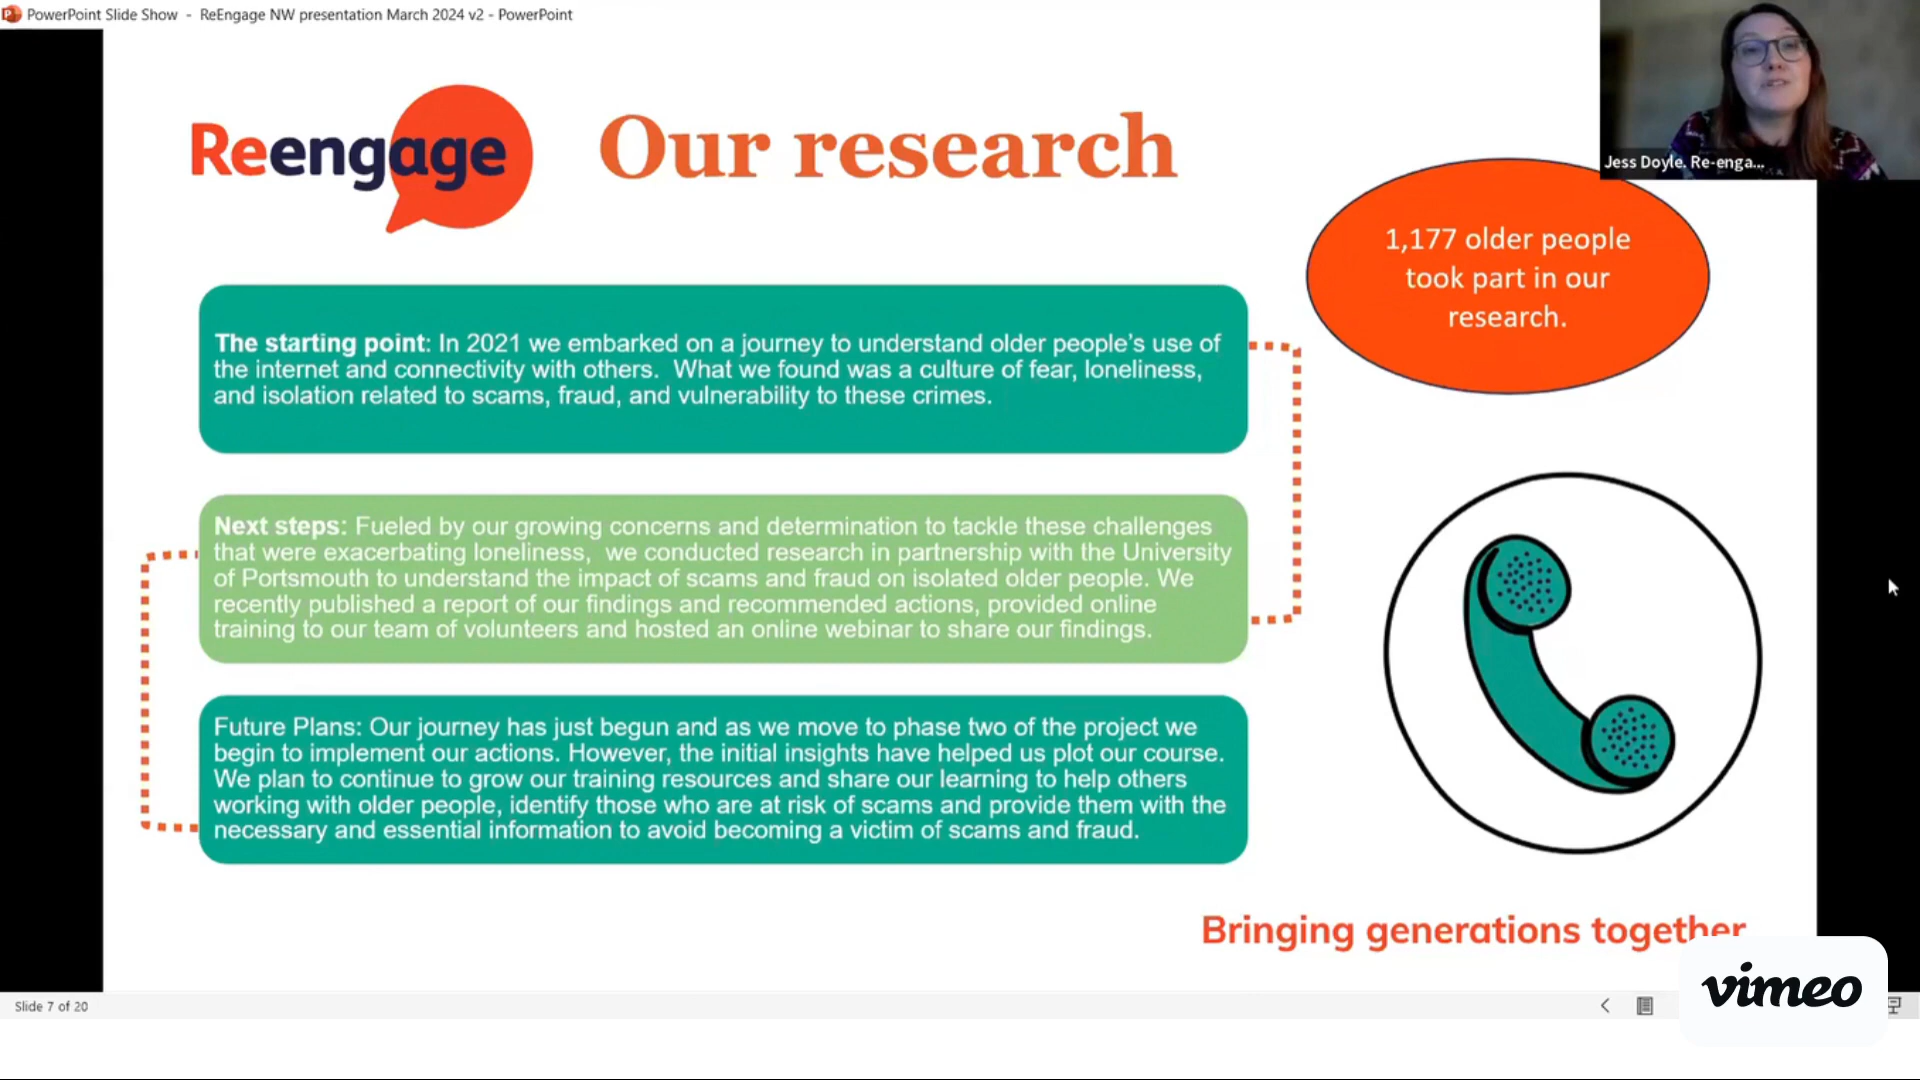 PowerPoint Slide Show - ReEngage NW presentation March 2024 v2 - PowerPoint
Jess Doyle. Re-enga...
Reengage
Our research
1,177 older people
took part in our
research.
The starting point: In 2021 we embarked on a journey to understand older people’s use of
the internet and connectivity with others. What we found was a culture of fear, loneliness,
and isolation related to scams, fraud, and vulnerability to these crimes.
Next steps: Fueled by our growing concerns and determination to tackle these challenges
that were exacerbating loneliness, we conducted research in partnership with the University
of Portsmouth to understand the impact of scams and fraud on isolated older people. We
recently published a report of our findings and recommended actions, provided online
training to our team of volunteers and hosted an online webinar to share our findings.
Future Plans: Our journey has just begun and as we move to phase two of the project we
begin to implement our actions. However, the initial insights have helped us plot our course.
We plan to continue to grow our training resources and share our learning to help others
working with older people, identify those who are at risk of scams and provide them with the
necessary and essential information to avoid becoming a victim of scams and fraud.
Bringing generations together
vimeo
Slide 7 of 20